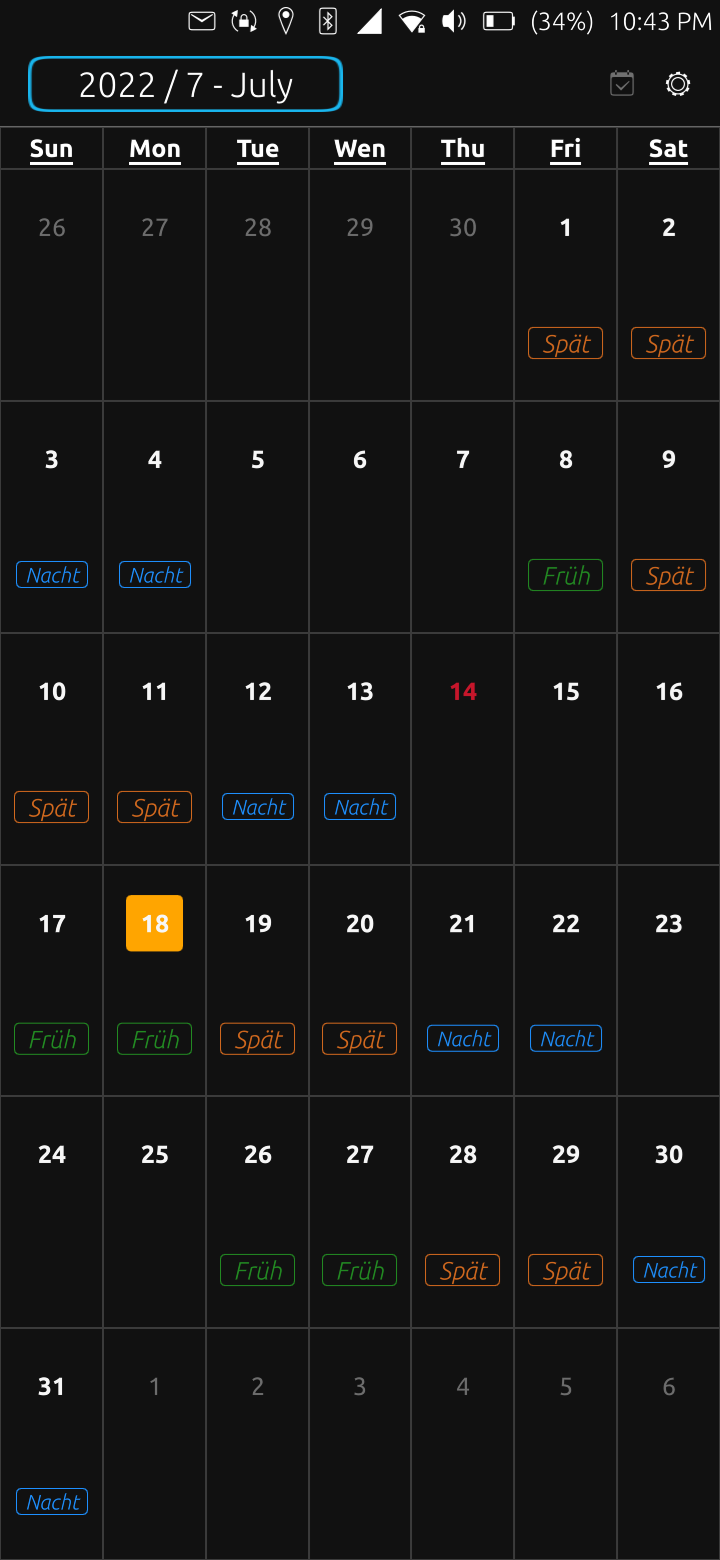 (34%) 10:43 PM
2022 / 7 - July
Sun Mon Tue Wen Thu Fri Sat
26 27 28 29 30 1 2
Spät Spät
3 4 5 6 7 8 9
Nacht Nacht Früh Spät
10 11 12 13 14 15 16
Spät Spät Nacht Nacht
17 18 19 20 21 22 23
Früh Früh Spät Spät Nacht Nacht
24 25 26 27 28 29 30
Früh Früh Spät Spät Nacht
31 1 2 3 4 5 6
Nacht